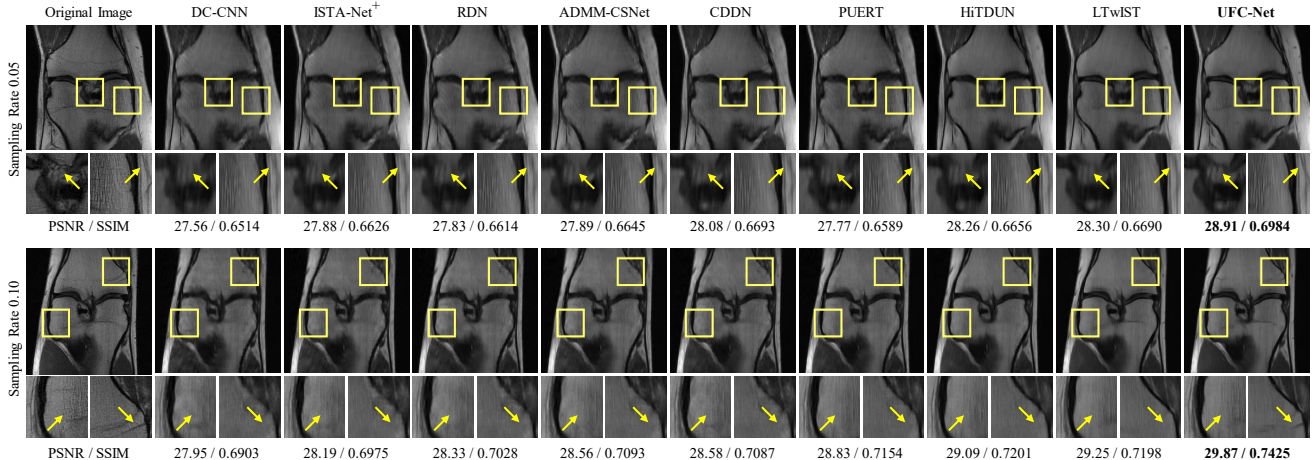 Original Image DC-CNN ISTA-Net+ RDN ADMM-CSNet CDDN PUERT HiTDUN LTwIST UFC-Net
Sampling Rate 0.05
PSNR / SSIM 27.56 / 0.6514 27.88 / 0.6626 27.83 / 0.6614 27.89 / 0.6645 28.08 / 0.6693 27.77 / 0.6589 28.26 / 0.6656 28.30 / 0.6690 28.91 / 0.6984
Sampling Rate 0.10
PSNR / SSIM 27.95 / 0.6903 28.19 / 0.6975 28.33 / 0.7028 28.56 / 0.7093 28.58 / 0.7087 28.83 / 0.7154 29.09 / 0.7201 29.25 / 0.7198 29.87 / 0.7425